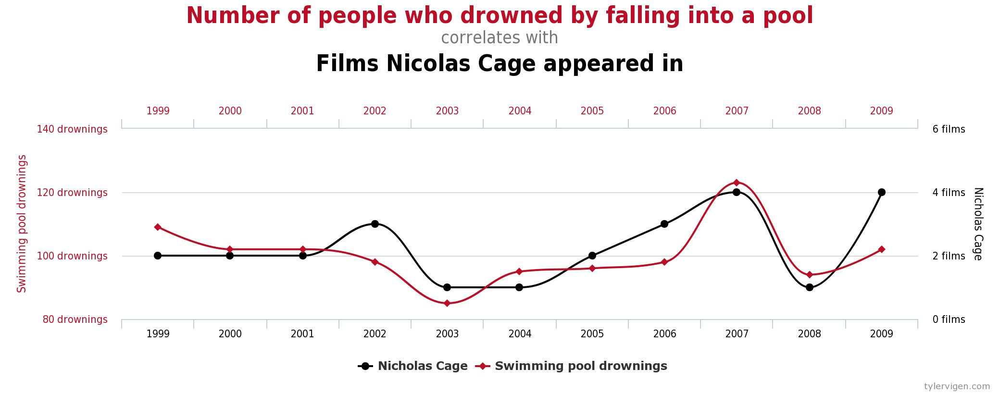 Number of people who drowned by falling into a pool
correlates with
Films Nicolas Cage appeared in
1999 2000 2001 2002 2003 2004 2005 2006 2007 2008 2009
140 drownings 6 films
120 drownings 4 films
100 drownings 2 films
80 drownings 0 films
Swimming pool drownings
Nicholas Cage
1999 2000 2001 2002 2003 2004 2005 2006 2007 2008 2009
Nicholas Cage Swimming pool drownings
tylervigen.com